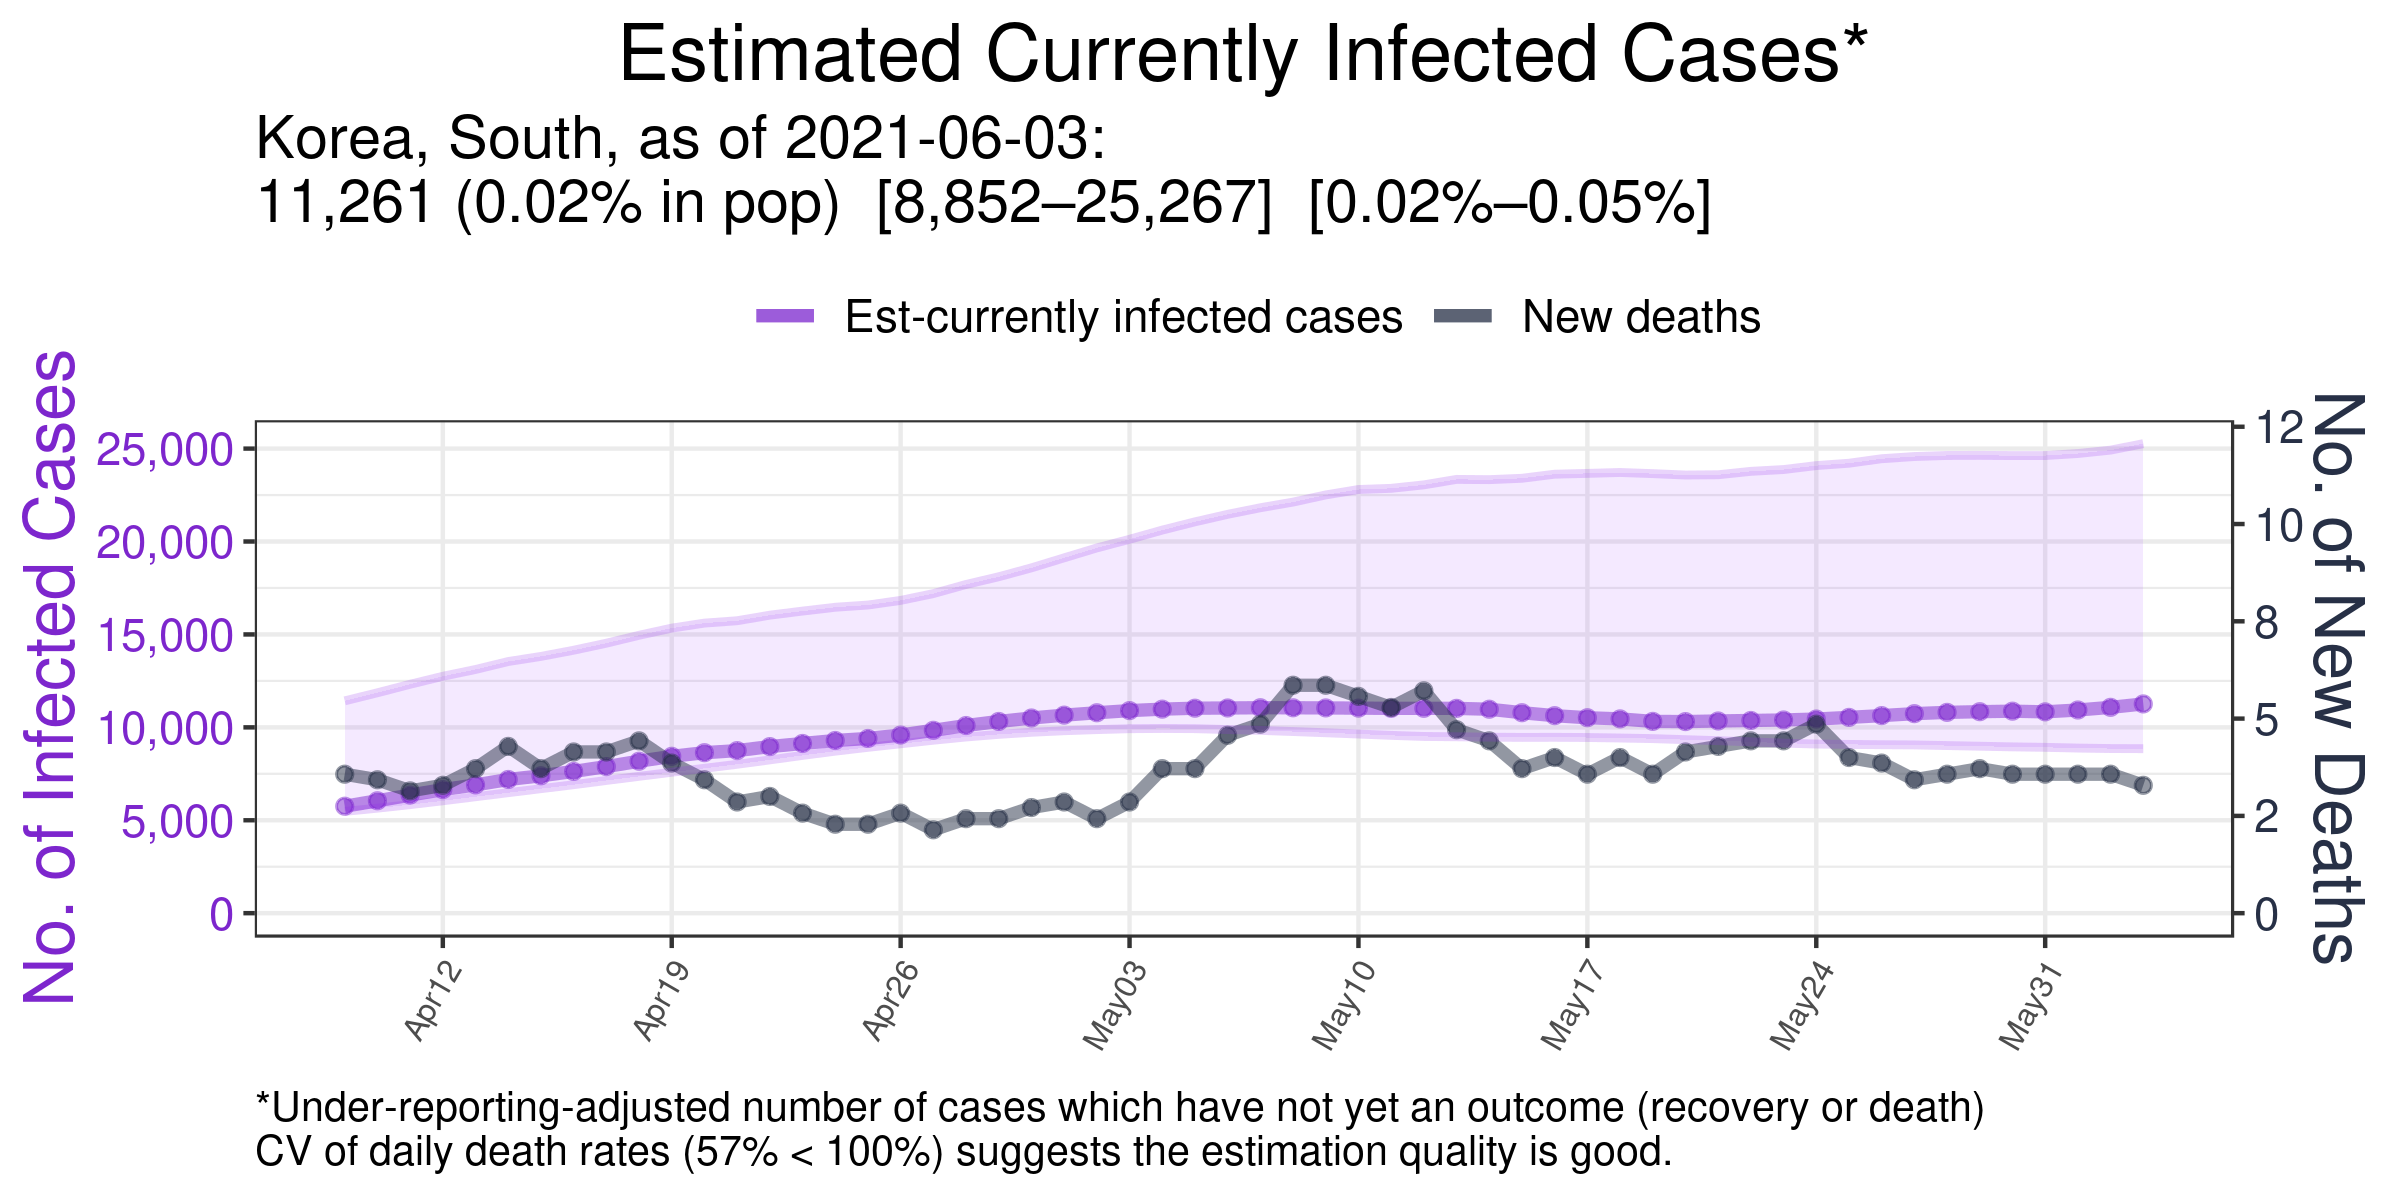 Estimated Currently Infected Cases*
Korea, South, as of 2021-06-03:
11,261 (0.02% in pop)  [8,852–25,267]  [0.02%–0.05%]
Est-currently infected cases
New deaths
No. of Infected Cases
25,000
20,000
15,000
10,000
5,000
0
12
10
8
5
2
0
No. of New Deaths
Apr12
Apr19
Apr26
May03
May10
May17
May24
May31
*Under-reporting-adjusted number of cases which have not yet an outcome (recovery or death)
CV of daily death rates (57% < 100%) suggests the estimation quality is good.